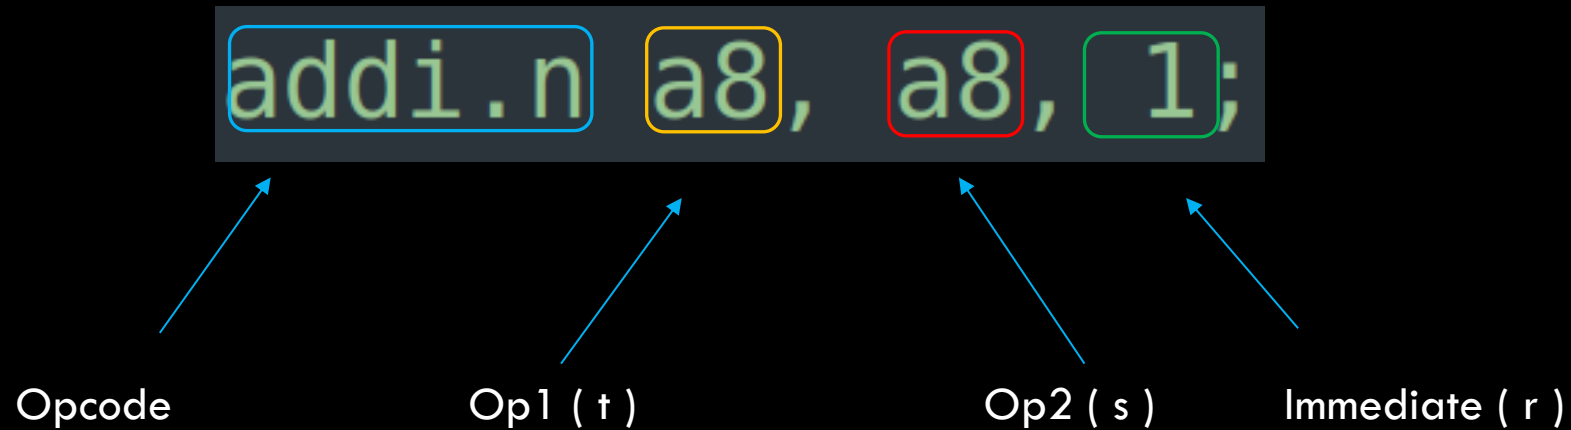 addi.n a8, a8, 1;
Opcode Op1 ( t ) Op2 ( s ) Immediate ( r )